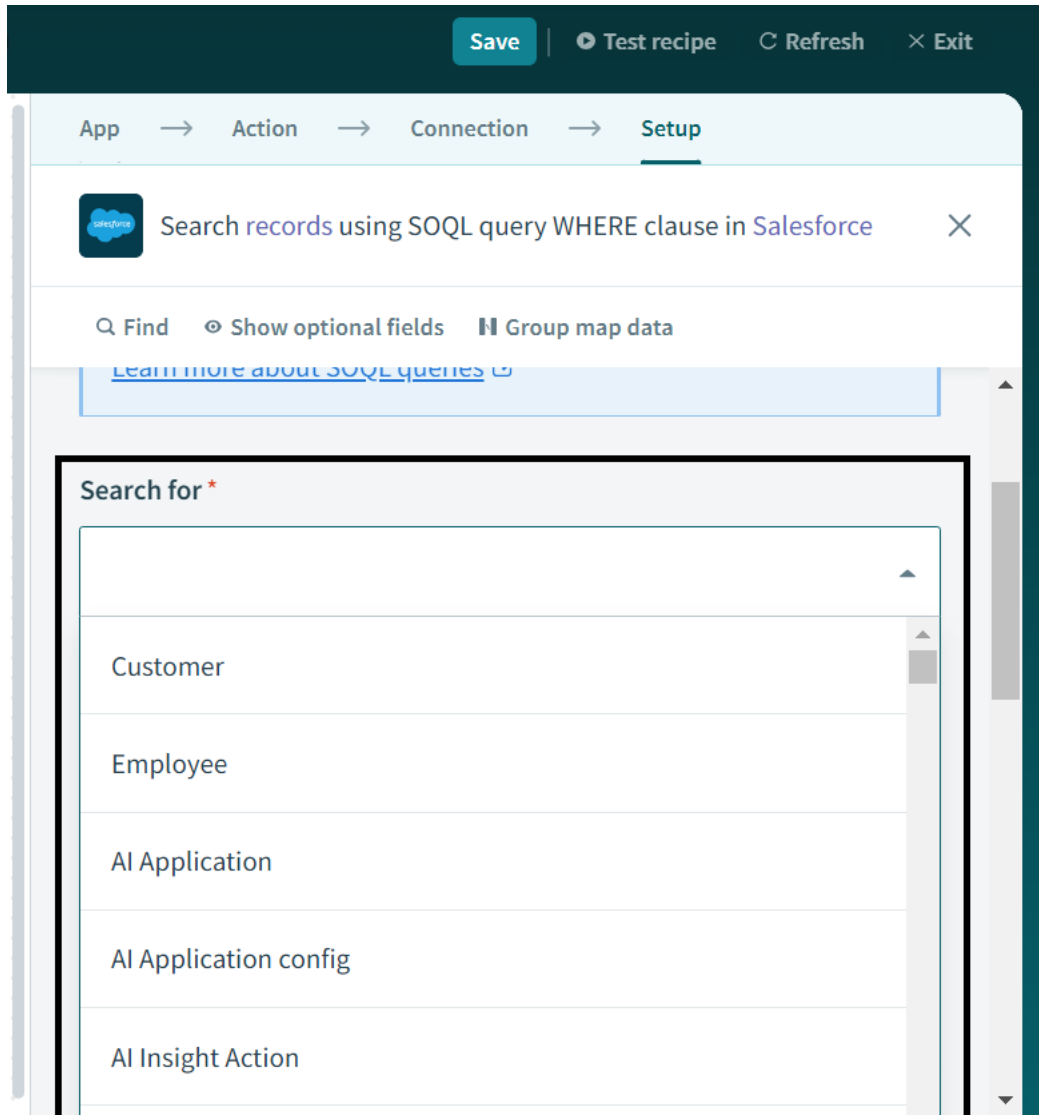 Save Test recipe Refresh Exit
App → Action → Connection → Setup
salesforce Search records using SOQL query WHERE clause in Salesforce
Find Show optional fields Group map data
Learn more about SOQL queries
Search for *
Customer
Employee
AI Application
AI Application config
AI Insight Action